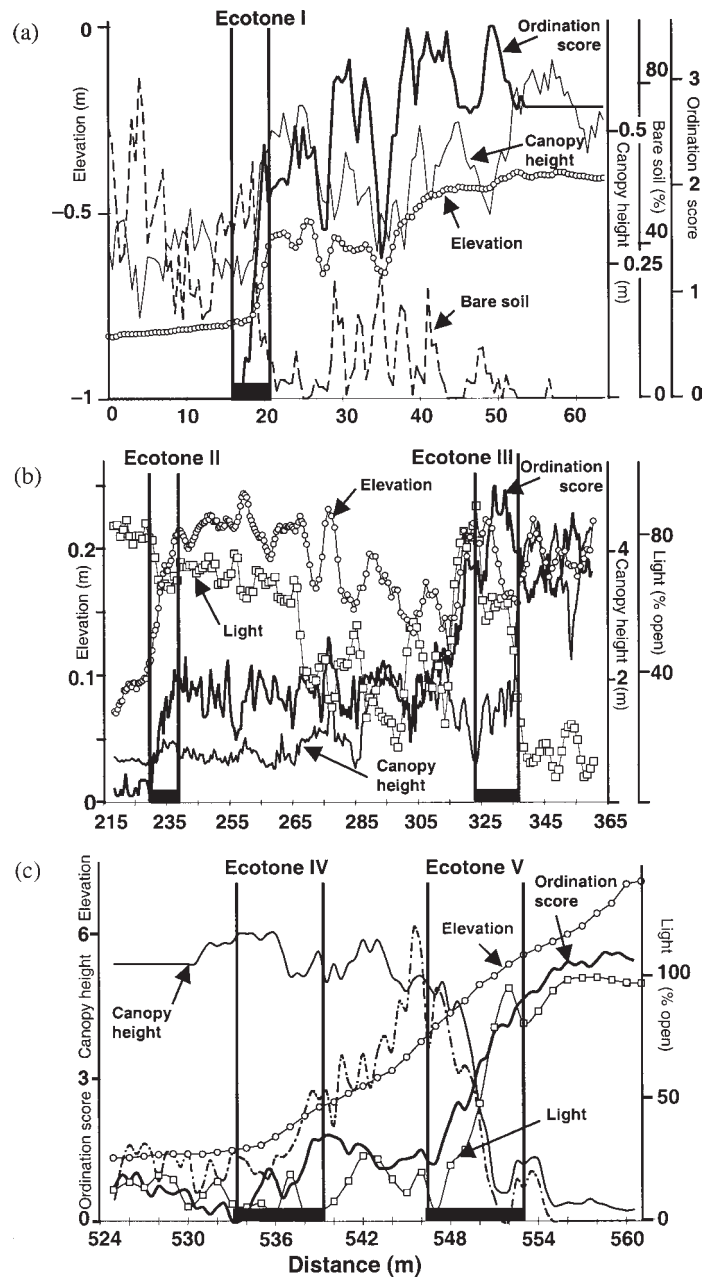 (a)
Ecotone I
Ordination score
Canopy height
Elevation
Bare soil
Elevation (m)
0
−0.5
−1
0 10 20 30 40 50 60
0.5
0.25
0
Canopy height (m)
80
40
0
Bare soil (%)
3
2
1
0
Ordination score
(b)
Ecotone II
Ecotone III
Elevation
Ordination score
Light
Canopy height
Elevation (m)
0.2
0.1
0
215 235 255 265 285 305 325 345 365
4
2
0
Canopy height (m)
80
40
0
Light (% open)
(c)
Ecotone IV
Ecotone V
Elevation
Ordination score
Canopy height
Light
Ordination score Canopy height Elevation
6
3
0
524 530 536 542 548 554 560
100
50
0
Light (% open)
Distance (m)